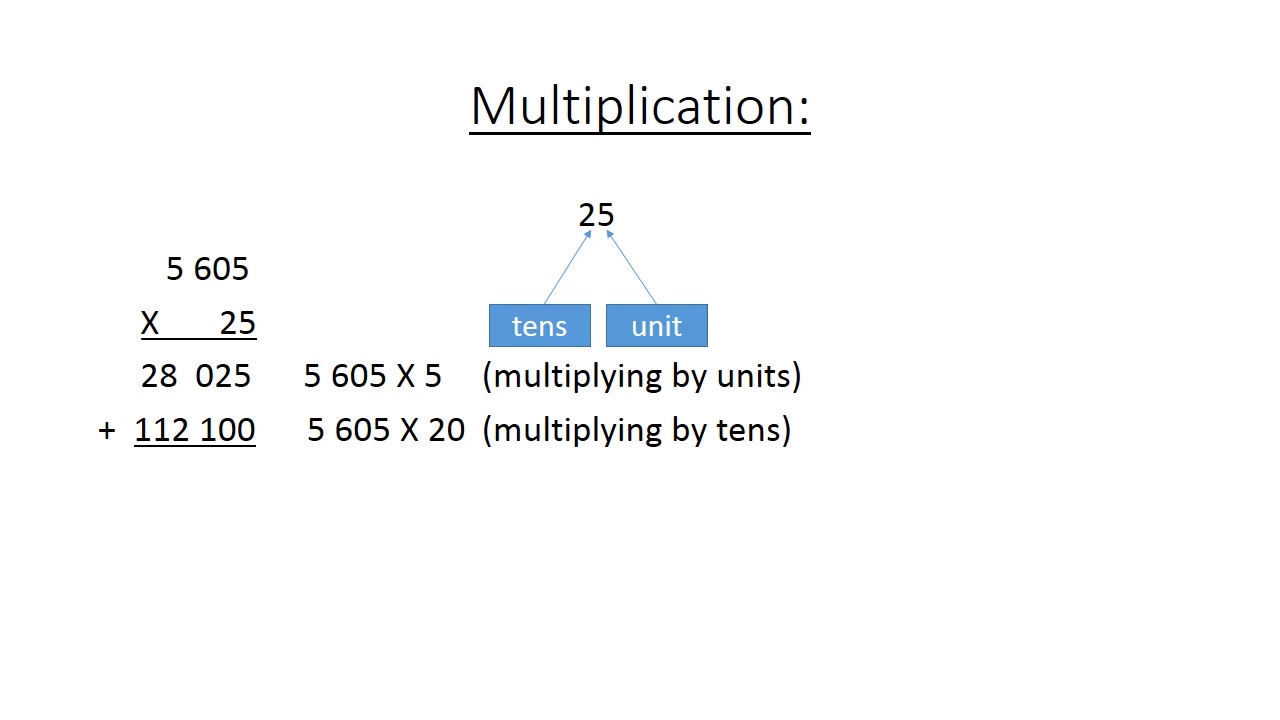 Multiplication:
25
5 605
X 25
tens unit
28 025 5 605 X 5 (multiplying by units)
+ 112 100 5 605 X 20 (multiplying by tens)